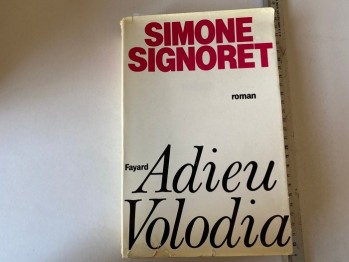 SIMONE
SIGNORET
roman
Fayard
Adieu
Volodia